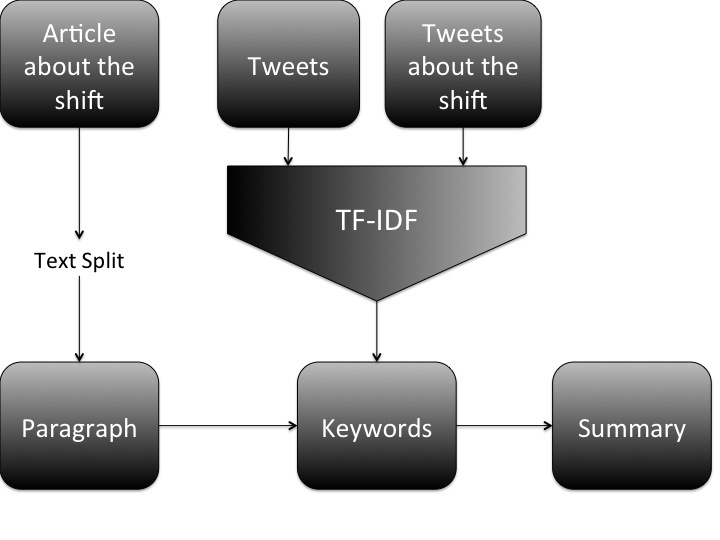 Article
about the
shift
Tweets
Tweets
about the
shift
TF-IDF
Text Split
Paragraph
Keywords
Summary